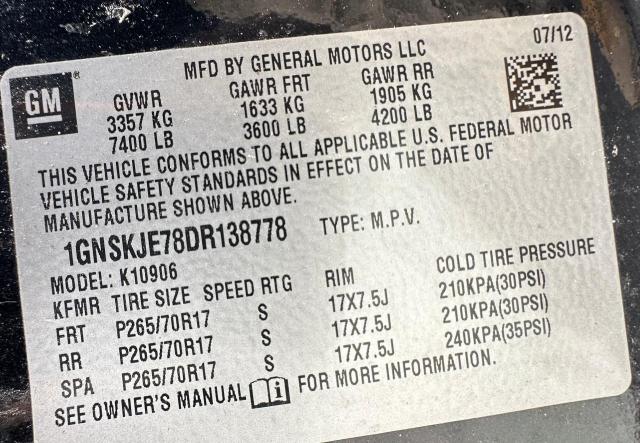 07/12
MFD BY GENERAL MOTORS LLC
GM
GVWR GAWR FRT GAWR RR
3357 KG 1633 KG 1905 KG
7400 LB 3600 LB 4200 LB
THIS VEHICLE CONFORMS TO ALL APPLICABLE U.S. FEDERAL MOTOR
VEHICLE SAFETY STANDARDS IN EFFECT ON THE DATE OF
MANUFACTURE SHOWN ABOVE.
1GNSKJE78DR138778 TYPE: M.P.V.
MODEL: K10906
KFMR TIRE SIZE SPEED RTG RIM COLD TIRE PRESSURE
FRT P265/70R17 S 17X7.5J 210KPA(30PSI)
RR P265/70R17 S 17X7.5J 210KPA(30PSI)
SPA P265/70R17 S 17X7.5J 240KPA(35PSI)
SEE OWNER'S MANUAL i FOR MORE INFORMATION.